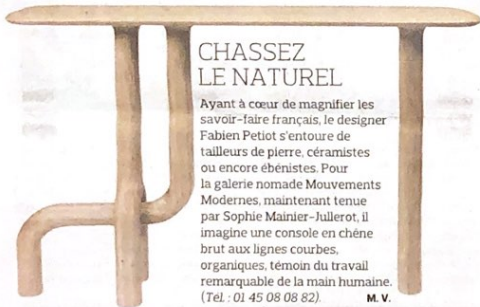 CHASSEZ
LE NATUREL
Ayant à cœur de magnifier les
savoir-faire français, le designer
Fabien Petiot s'entoure de
tailleurs de pierre, céramistes
ou encore ébénistes. Pour
la galerie nomade Mouvements
Modernes, maintenant tenue
par Sophie Mainier-Jullerot, il
imagine une console en chêne
brut aux lignes courbes,
organiques, témoin du travail
remarquable de la main humaine.
(Tél. : 01 45 08 08 82). M. V.